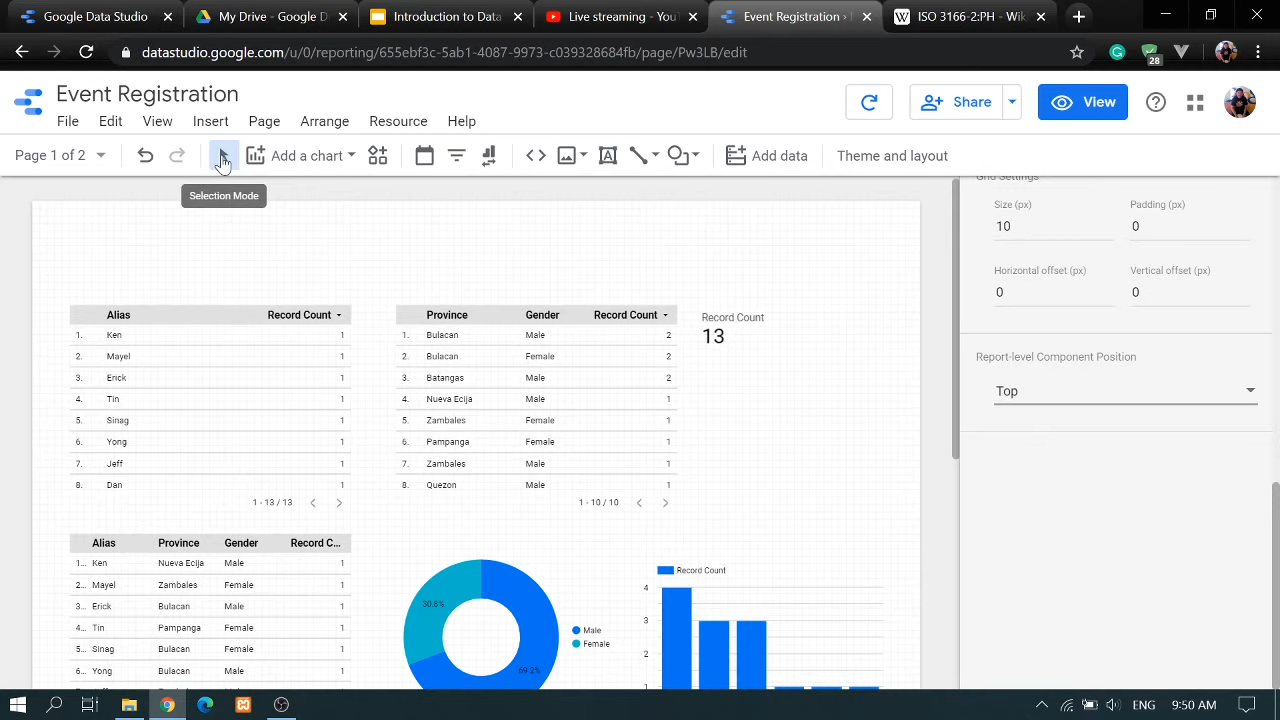 Google Data Studio
My Drive - Google D
Introduction to Data
Live streaming - You
Event Registration ›
ISO 3166-2:PH - Wik
datastudio.google.com/u/0/reporting/655ebf3c-5ab1-4087-9973-c039328684fb/page/Pw3LB/edit
28
Event Registration
File Edit View Insert Page Arrange Resource Help
Share
View
Page 1 of 2
Add a chart
Add data
Theme and layout
Selection Mode
Grid Settings
Size (px) Padding (px)
10 0
Horizontal offset (px) Vertical offset (px)
0 0
Report-level Component Position
Top
Alias Record Count
1. Ken 1
2. Mayel 1
3. Erick 1
4. Tin 1
5. Sinag 1
6. Yong 1
7. Jeff 1
8. Dan 1
1 - 13 / 13
Province Gender Record Count
1. Bulacan Male 2
2. Bulacan Female 2
3. Batangas Male 2
4. Nueva Ecija Male 1
5. Zambales Female 1
6. Pampanga Female 1
7. Zambales Male 1
8. Quezon Male 1
1 - 10 / 10
Record Count
13
Alias Province Gender Record C...
1... Ken Nueva Ecija Male 1
2... Mayel Zambales Female 1
3... Erick Bulacan Male 1
4... Tin Pampanga Female 1
5... Sinag Bulacan Female 1
6... Yong Bulacan Male 1
30.8%
69.2%
Male
Female
Record Count
4
3
2
1
ENG
9:50 AM